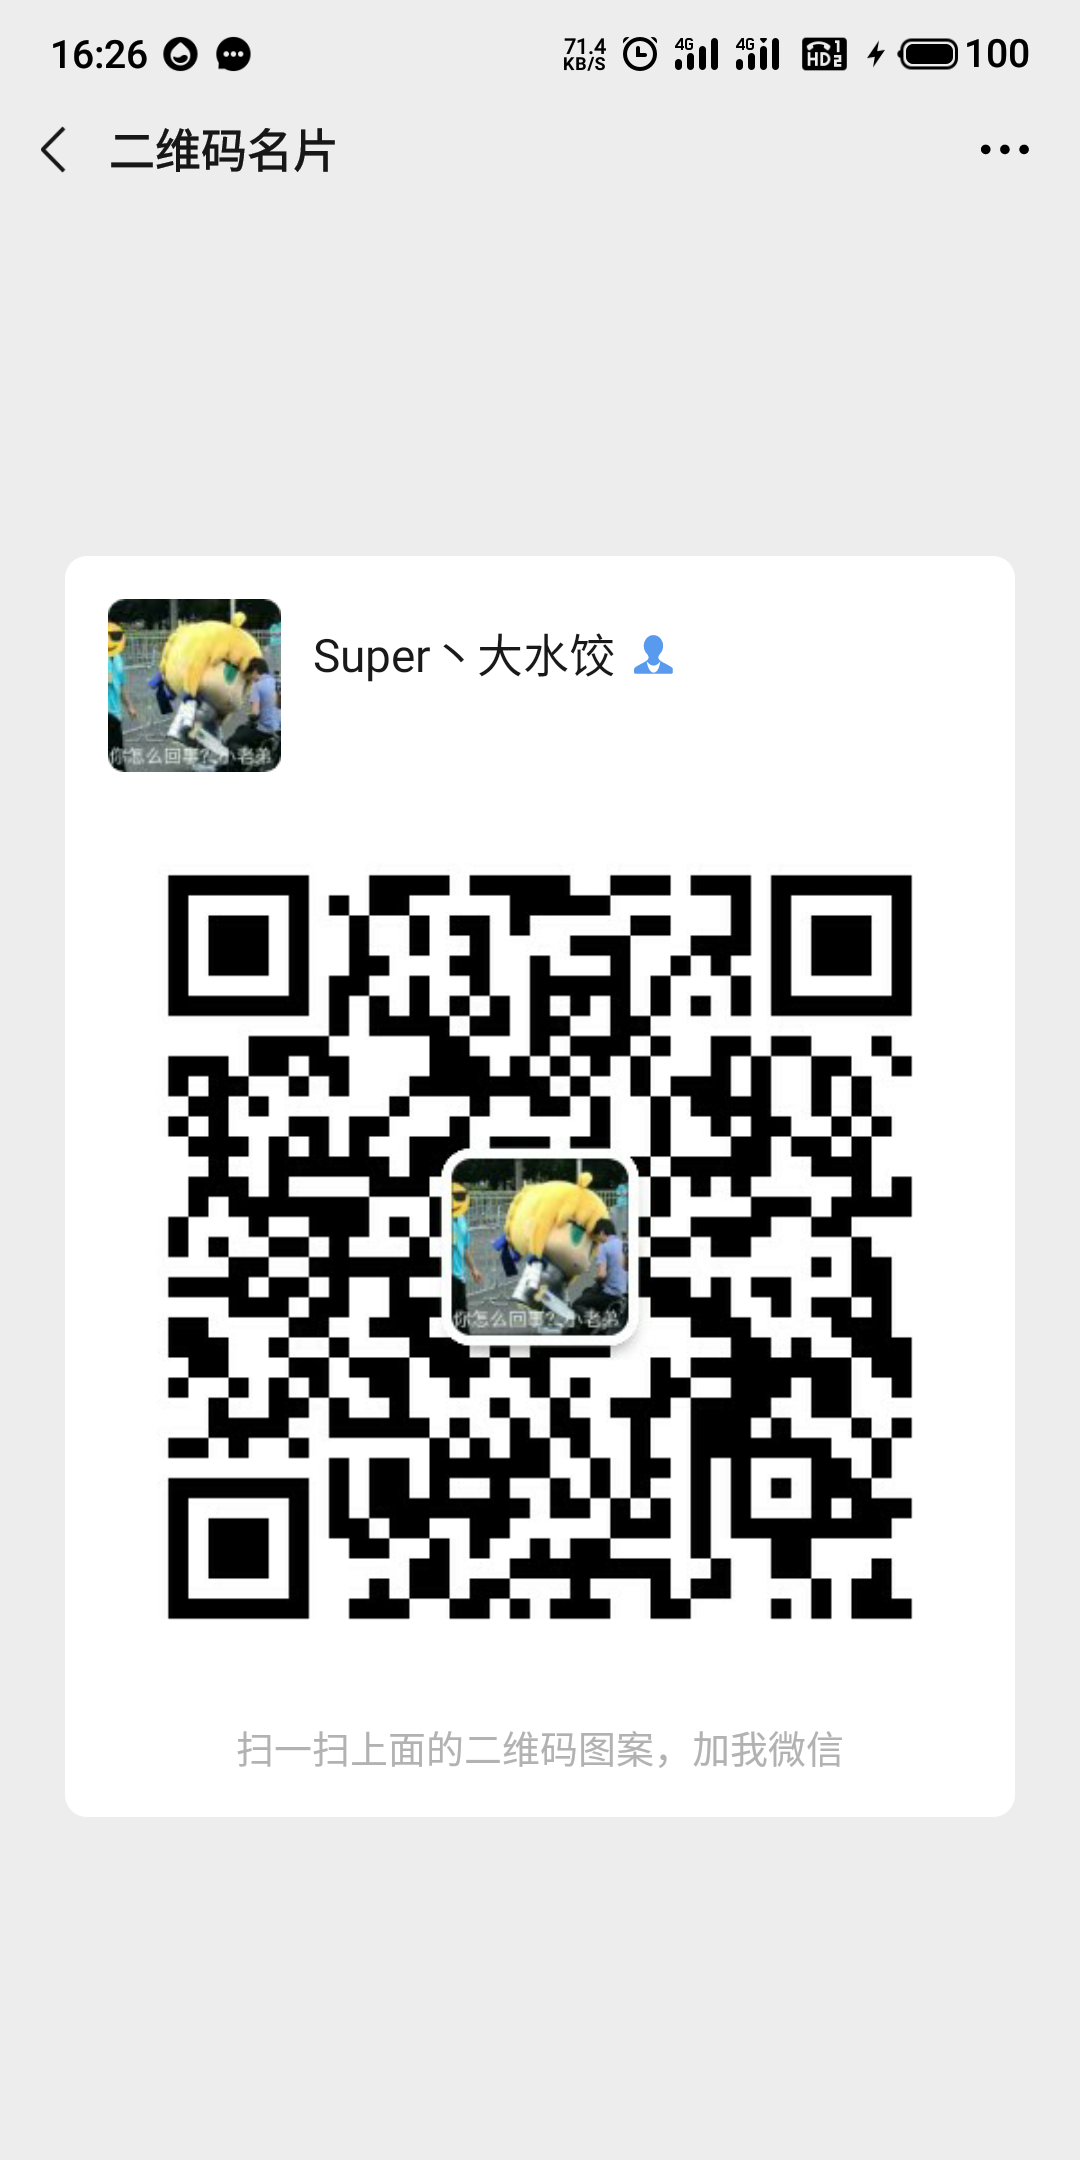 16:26
71.4 KB/S
4G
4G
HD 1 2
100
二维码名片
Super丶大水饺
你怎么回事?小老弟
你怎么回事?小老弟
扫一扫上面的二维码图案，加我微信